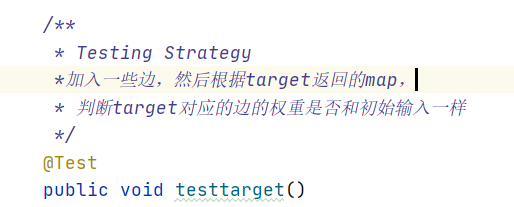 /**
* Testing Strategy
*加入一些边，然后根据target返回的map，
* 判断target对应的边的权重是否和初始输入一样
*/
@Test
public void testtarget()